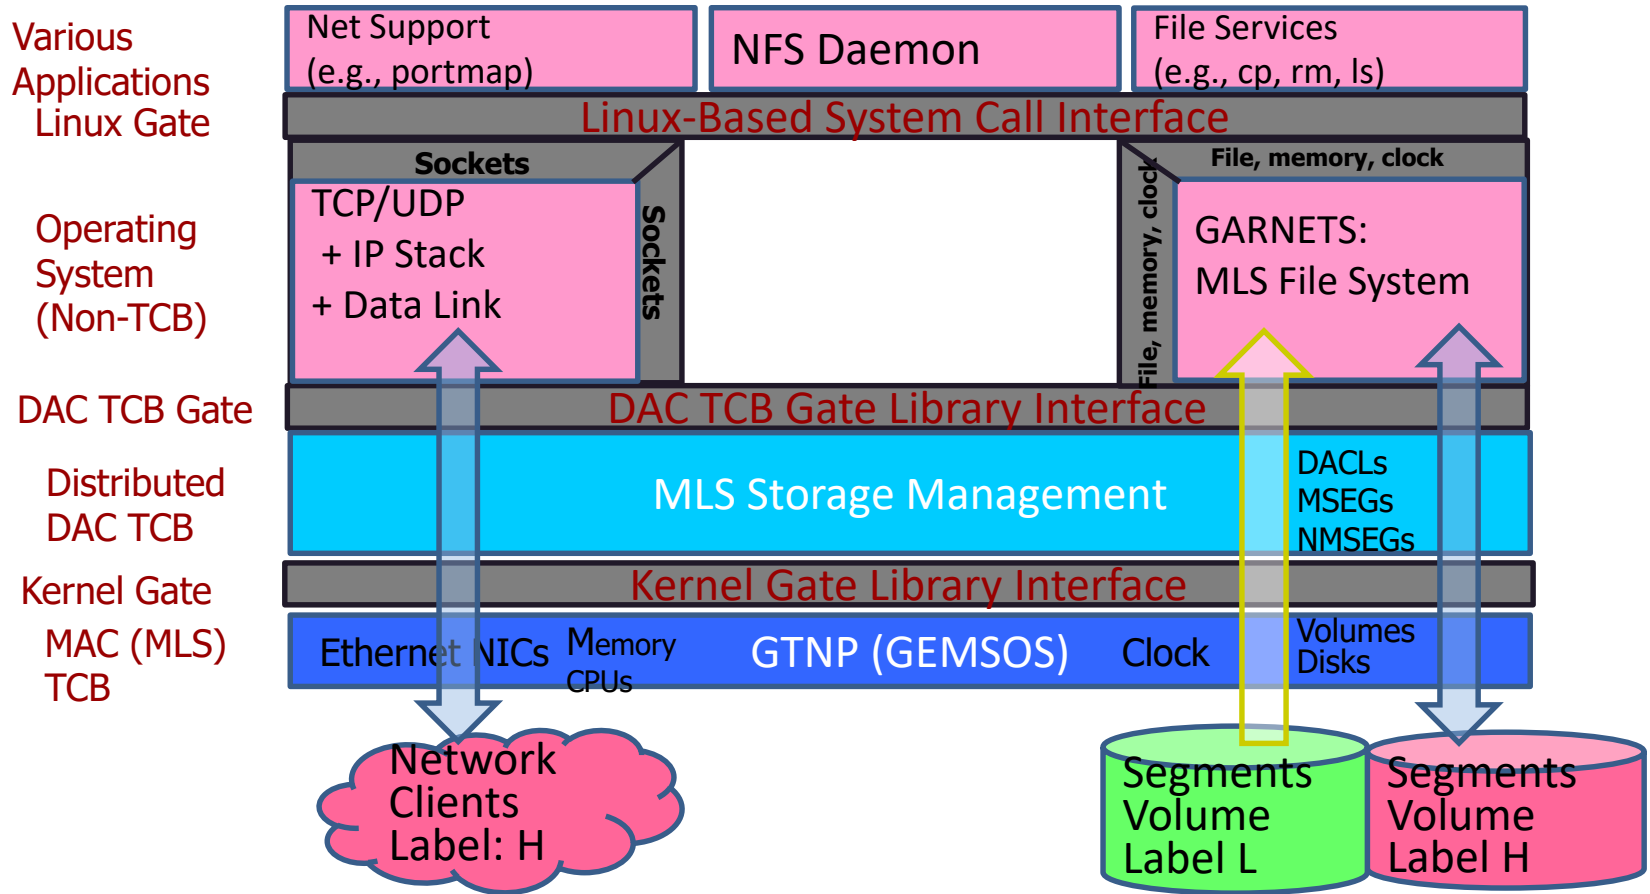 Various
Applications
Net Support
(e.g., portmap)
NFS Daemon
File Services
(e.g., cp, rm, ls)
Linux Gate
Linux-Based System Call Interface
Operating
System
(Non-TCB)
Sockets
TCP/UDP
+ IP Stack
+ Data Link
Sockets
File, memory, clock
File, memory, clock
GARNETS:
MLS File System
DAC TCB Gate
DAC TCB Gate Library Interface
Distributed
DAC TCB
MLS Storage Management
DACLs
MSEGs
NMSEGs
Kernel Gate
Kernel Gate Library Interface
MAC (MLS)
TCB
Ethernet NICs
Memory
CPUs
GTNP (GEMSOS)
Clock
Volumes
Disks
Network
Clients
Label: H
Segments
Volume
Label L
Segments
Volume
Label H